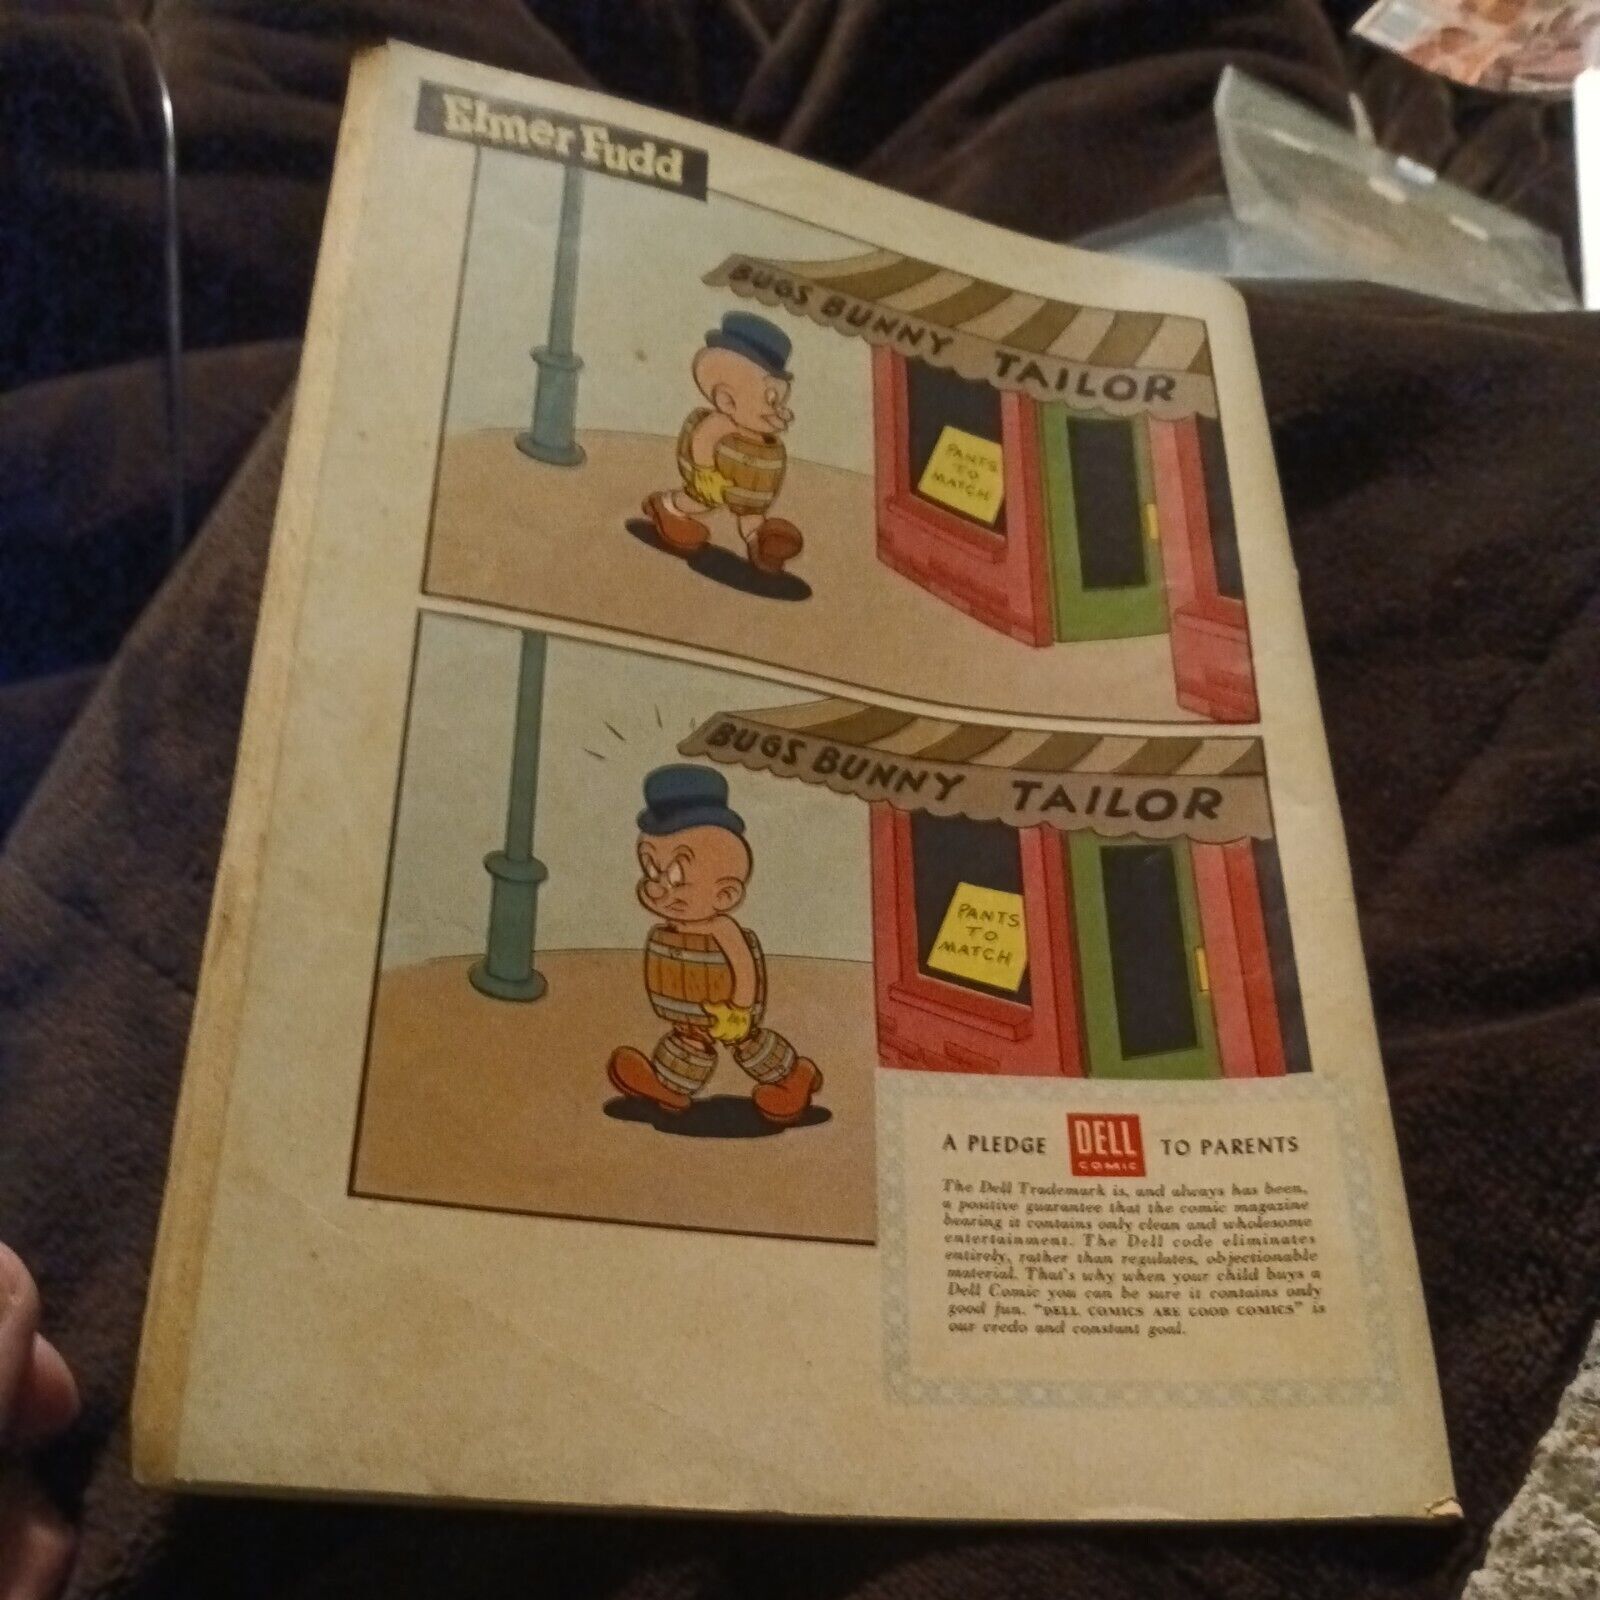 Elmer Fudd
BUGS BUNNY TAILOR
PANTS
TO
MATCH
BUGS BUNNY TAILOR
PANTS
TO
MATCH
A PLEDGE DELL COMIC TO PARENTS
The Dell Trademark is, and always has been,
a positive guarantee that the comic magazine
bearing it contains only clean and wholesome
entertainment. The Dell code eliminates
entirely, rather than regulates, objectionable
material. That's why when your child buys a
Dell Comic you can be sure it contains only
good fun. "DELL COMICS ARE GOOD COMICS" is
our credo and constant goal.